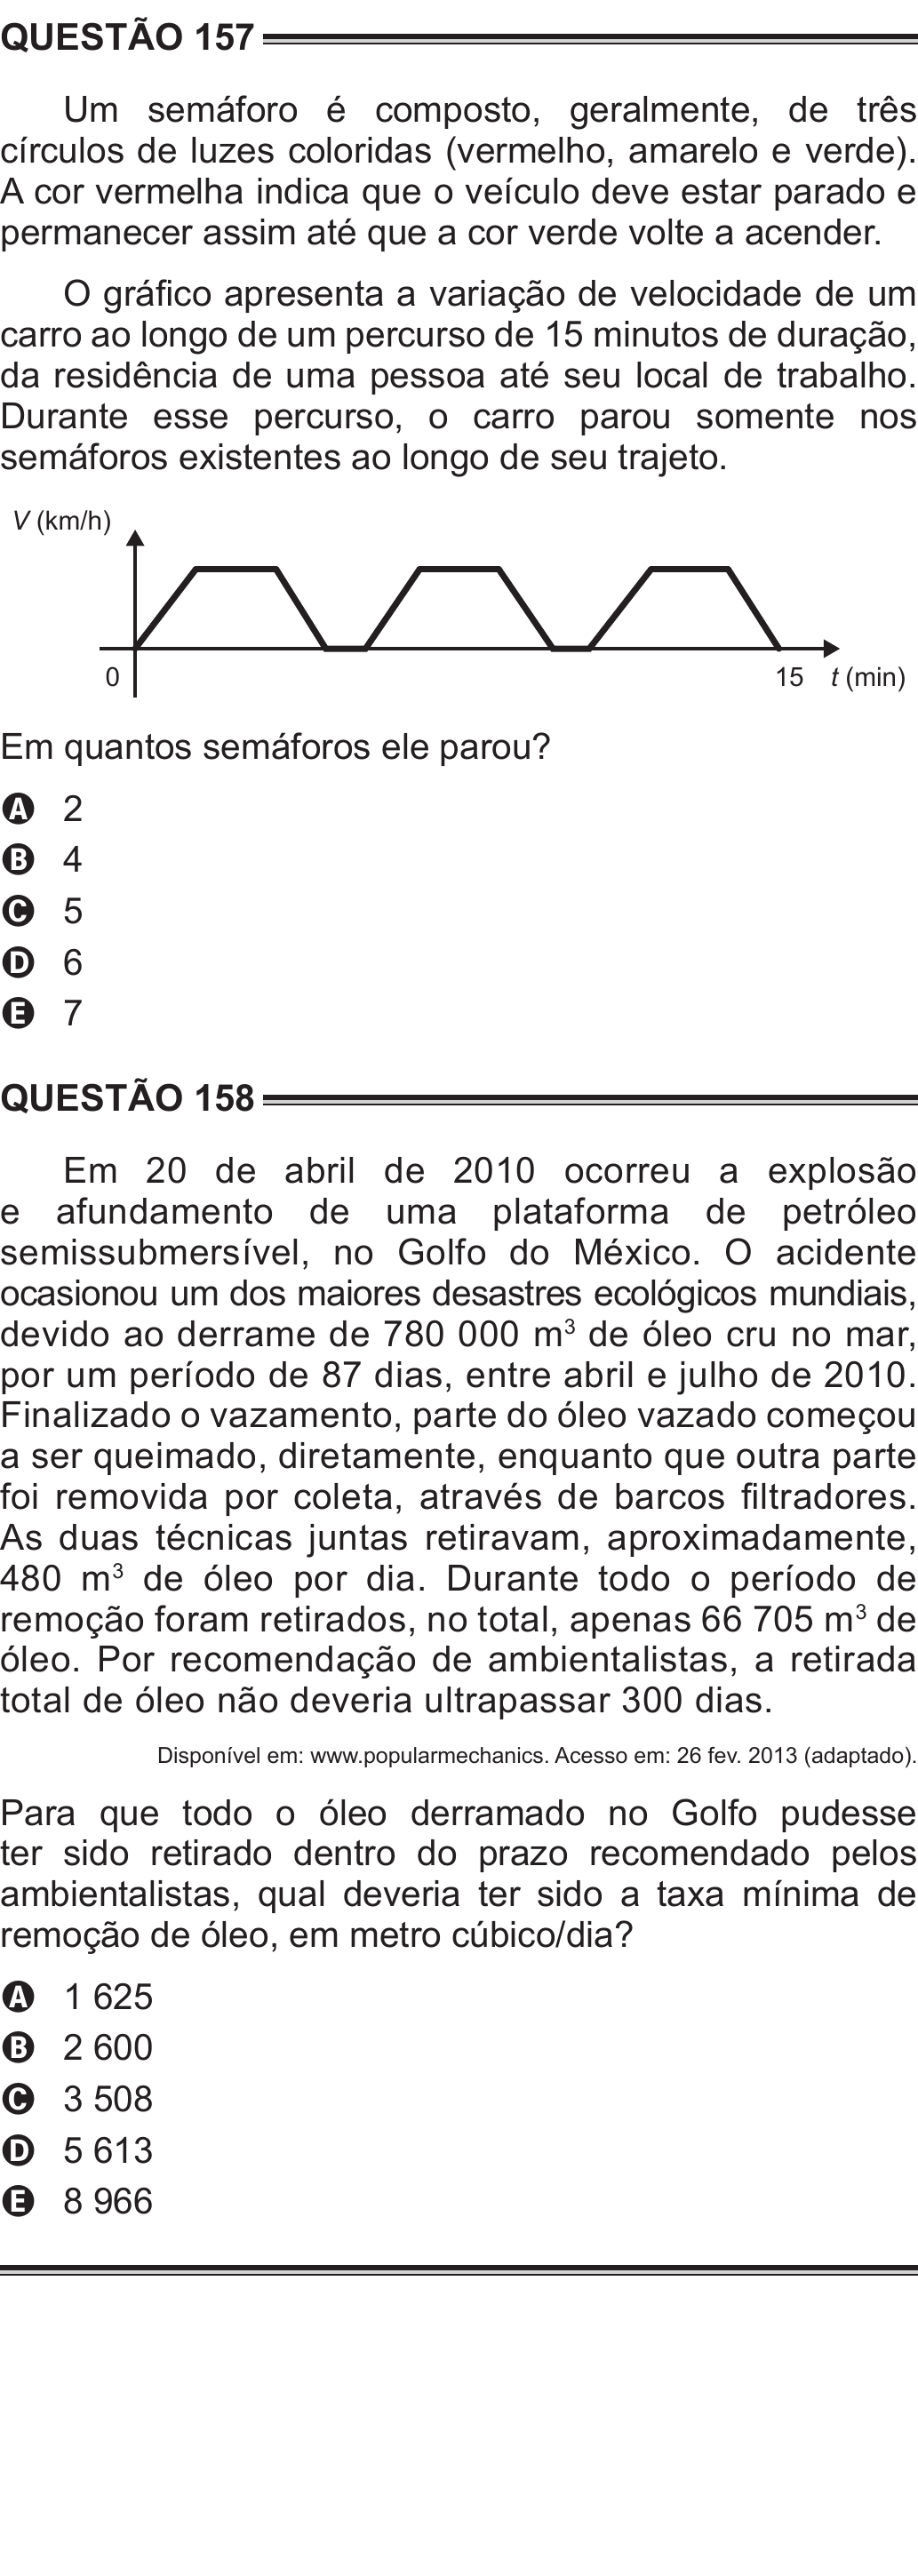 QUESTÃO 157
Um semáforo é composto, geralmente, de três
círculos de luzes coloridas (vermelho, amarelo e verde).
A cor vermelha indica que o veículo deve estar parado e
permanecer assim até que a cor verde volte a acender.
O gráfico apresenta a variação de velocidade de um
carro ao longo de um percurso de 15 minutos de duração,
da residência de uma pessoa até seu local de trabalho.
Durante esse percurso, o carro parou somente nos
semáforos existentes ao longo de seu trajeto.
V (km/h)
0
15 t (min)
Em quantos semáforos ele parou?
A 2
B 4
C 5
D 6
E 7
QUESTÃO 158
Em 20 de abril de 2010 ocorreu a explosão
e afundamento de uma plataforma de petróleo
semissubmersível, no Golfo do México. O acidente
ocasionou um dos maiores desastres ecológicos mundiais,
devido ao derrame de 780 000 m³ de óleo cru no mar,
por um período de 87 dias, entre abril e julho de 2010.
Finalizado o vazamento, parte do óleo vazado começou
a ser queimado, diretamente, enquanto que outra parte
foi removida por coleta, através de barcos filtradores.
As duas técnicas juntas retiravam, aproximadamente,
480 m³ de óleo por dia. Durante todo o período de
remoção foram retirados, no total, apenas 66 705 m³ de
óleo. Por recomendação de ambientalistas, a retirada
total de óleo não deveria ultrapassar 300 dias.
Disponível em: www.popularmechanics. Acesso em: 26 fev. 2013 (adaptado).
Para que todo o óleo derramado no Golfo pudesse
ter sido retirado dentro do prazo recomendado pelos
ambientalistas, qual deveria ter sido a taxa mínima de
remoção de óleo, em metro cúbico/dia?
A 1 625
B 2 600
C 3 508
D 5 613
E 8 966